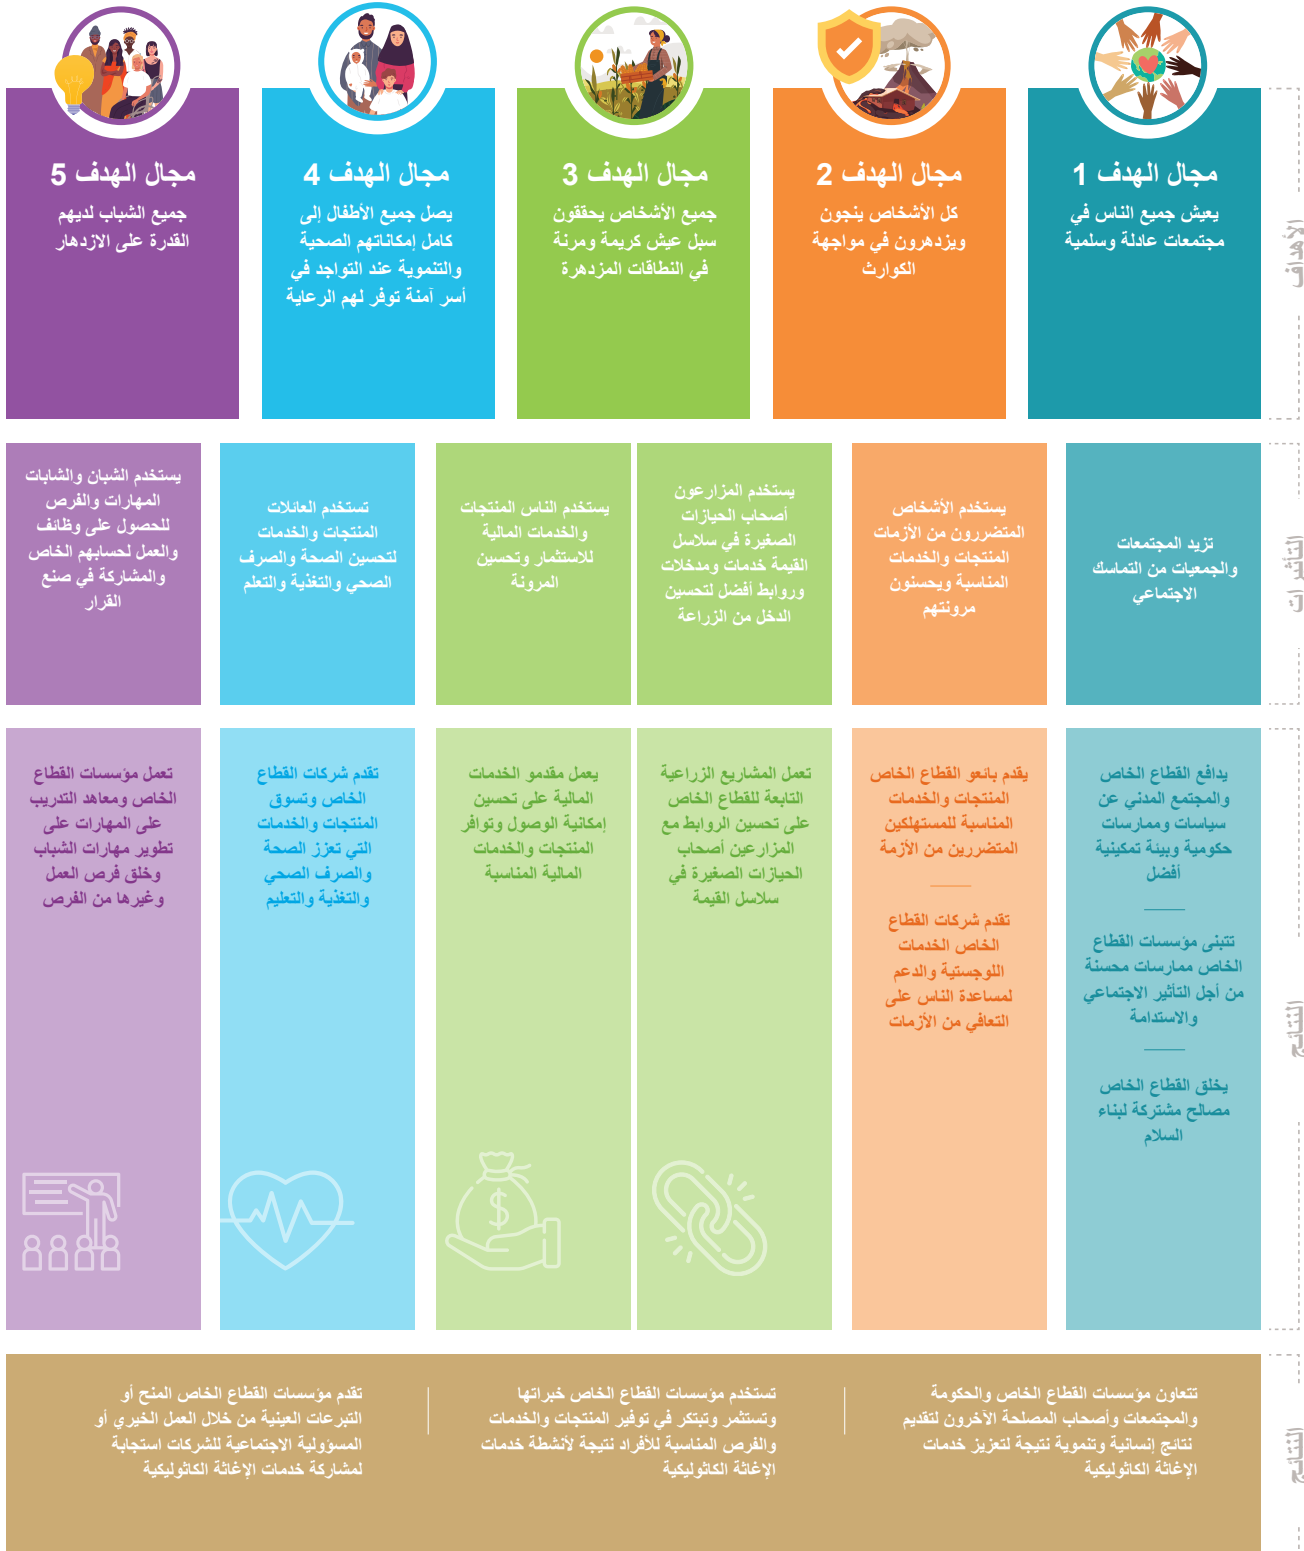 الأهداف
مجال الهدف 1
يعيش جميع الناس في
مجتمعات عادلة وسلمية
مجال الهدف 2
كل الأشخاص ينجون
ويزدهرون في مواجهة
الكوارث
مجال الهدف 3
جميع الأشخاص يحققون
سبل عيش كريمة ومرنة
في النطاقات المزدهرة
مجال الهدف 4
يصل جميع الأطفال إلى
كامل إمكاناتهم الصحية
والتنموية عند التواجد في
أسر آمنة توفر لهم الرعاية
مجال الهدف 5
جميع الشباب لديهم
القدرة على الازدهار
التأثيرات
تزيد المجتمعات
والجمعيات من التماسك
الاجتماعي
يستخدم الأشخاص
المتضررون من الأزمات
المنتجات والخدمات
المناسبة ويحسنون
مرونتهم
يستخدم المزارعون
أصحاب الحيازات
الصغيرة في سلاسل
القيمة خدمات ومدخلات
وروابط أفضل لتحسين
الدخل من الزراعة
يستخدم الناس المنتجات
والخدمات المالية
للاستثمار وتحسين
المرونة
تستخدم العائلات
المنتجات والخدمات
لتحسين الصحة والصرف
الصحي والتغذية والتعلم
يستخدم الشبان والشابات
المهارات والفرص
للحصول على وظائف
والعمل لحسابهم الخاص
والمشاركة في صنع
القرار
النتائج
يدافع القطاع الخاص
والمجتمع المدني عن
سياسات وممارسات
حكومية وبيئة تمكينية
أفضل
تتبنى مؤسسات القطاع
الخاص ممارسات محسنة
من أجل التأثير الاجتماعي
والاستدامة
يخلق القطاع الخاص
مصالح مشتركة لبناء
السلام
يقدم بائعو القطاع الخاص
المنتجات والخدمات
المناسبة للمستهلكين
المتضررين من الأزمة
تقدم شركات القطاع
الخاص الخدمات
اللوجستية والدعم
لمساعدة الناس على
التعافي من الأزمات
تعمل المشاريع الزراعية
التابعة للقطاع الخاص
على تحسين الروابط مع
المزارعين أصحاب
الحيازات الصغيرة في
سلاسل القيمة
يعمل مقدمو الخدمات
المالية على تحسين
إمكانية الوصول وتوافر
المنتجات والخدمات
المالية المناسبة
تقدم شركات القطاع
الخاص وتسوق
المنتجات والخدمات
التي تعزز الصحة
والصرف الصحي
والتغذية والتعليم
تعمل مؤسسات القطاع
الخاص ومعاهد التدريب
على المهارات على
تطوير مهارات الشباب
وخلق فرص العمل
وغيرها من الفرص
النتائج
تتعاون مؤسسات القطاع الخاص والحكومة
والمجتمعات وأصحاب المصلحة الآخرون لتقديم
نتائج إنسانية وتنموية نتيجة لتعزيز خدمات
الإغاثة الكاثوليكية
تستخدم مؤسسات القطاع الخاص خبراتها
وتستثمر وتبتكر في توفير المنتجات والخدمات
والفرص المناسبة للأفراد نتيجة لأنشطة خدمات
الإغاثة الكاثوليكية
تقدم مؤسسات القطاع الخاص المنح أو
التبرعات العينية من خلال العمل الخيري أو
المسؤولية الاجتماعية للشركات استجابة
لمشاركة خدمات الإغاثة الكاثوليكية